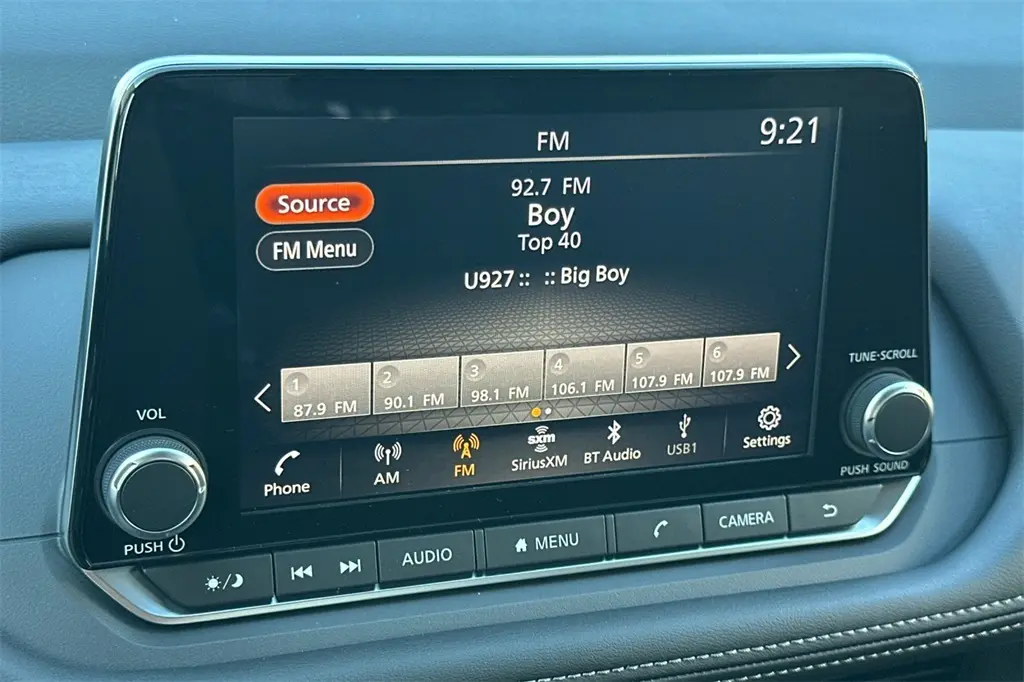 FM
9:21
Source
92.7 FM
Boy
FM Menu
Top 40
U927 :: :: Big Boy
1
2
3
4
5
6
87.9 FM
90.1 FM
98.1 FM
106.1 FM
107.9 FM
107.9 FM
Phone
AM
FM
sxm
SiriusXM
BT Audio
USB1
Settings
VOL
PUSH
TUNE·SCROLL
PUSH SOUND
AUDIO
MENU
CAMERA